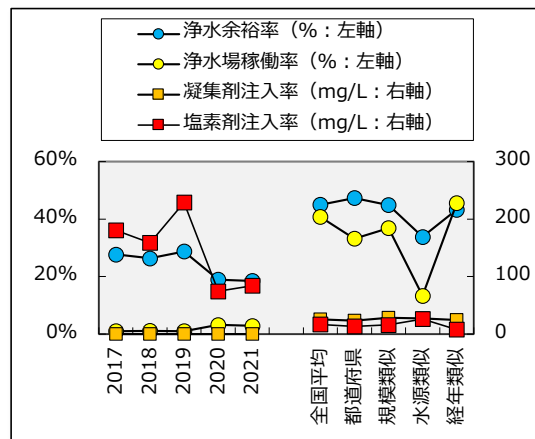 浄水余裕率（%：左軸）
浄水場稼働率（%：左軸）
凝集剤注入率（mg/L：右軸）
塩素剤注入率（mg/L：右軸）
60%
300
40%
200
20%
100
0%
0
2017
2018
2019
2020
2021
全国平均
都道府県
規模類似
水源類似
経年類似